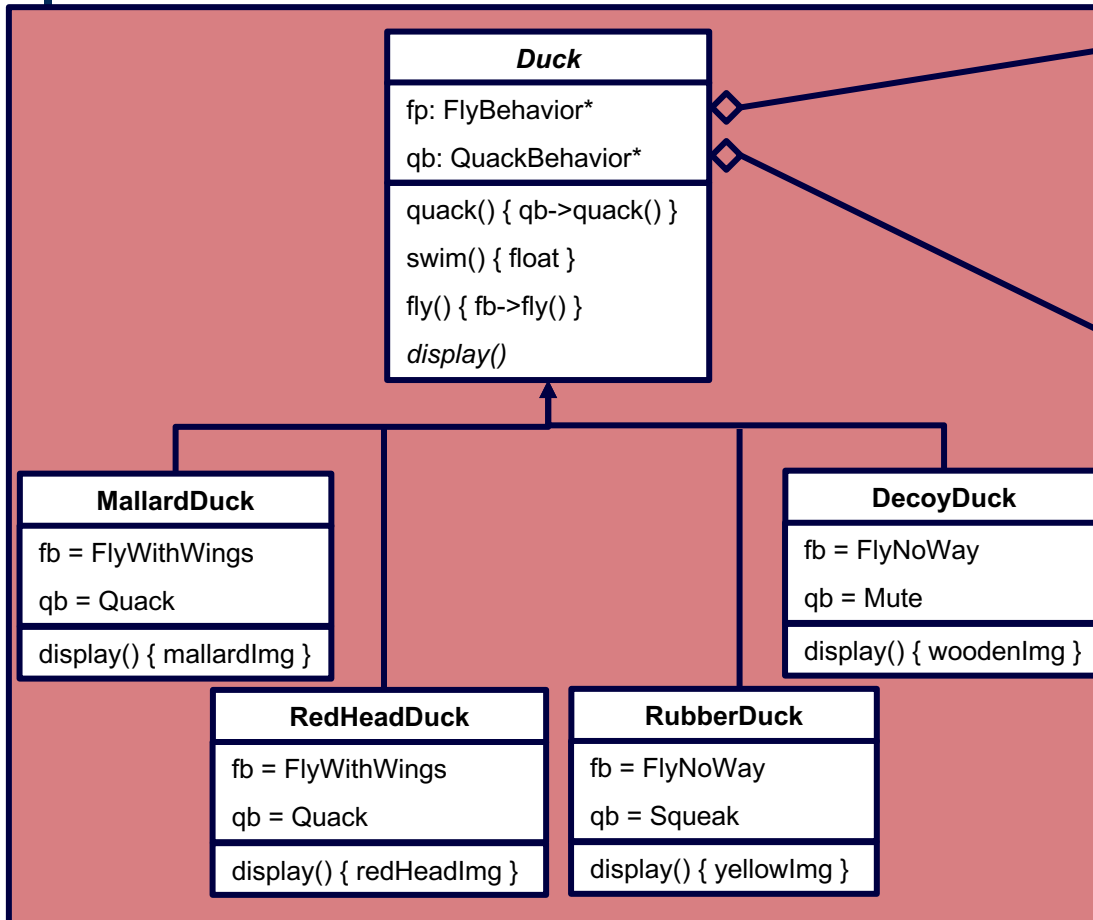 Duck
fp: FlyBehavior*
qb: QuackBehavior*
quack() { qb->quack() }
swim() { float }
fly() { fb->fly() }
display()
MallardDuck
fb = FlyWithWings
qb = Quack
display() { mallardImg }
DecoyDuck
fb = FlyNoWay
qb = Mute
display() { woodenImg }
RedHeadDuck
fb = FlyWithWings
qb = Quack
display() { redHeadImg }
RubberDuck
fb = FlyNoWay
qb = Squeak
display() { yellowImg }